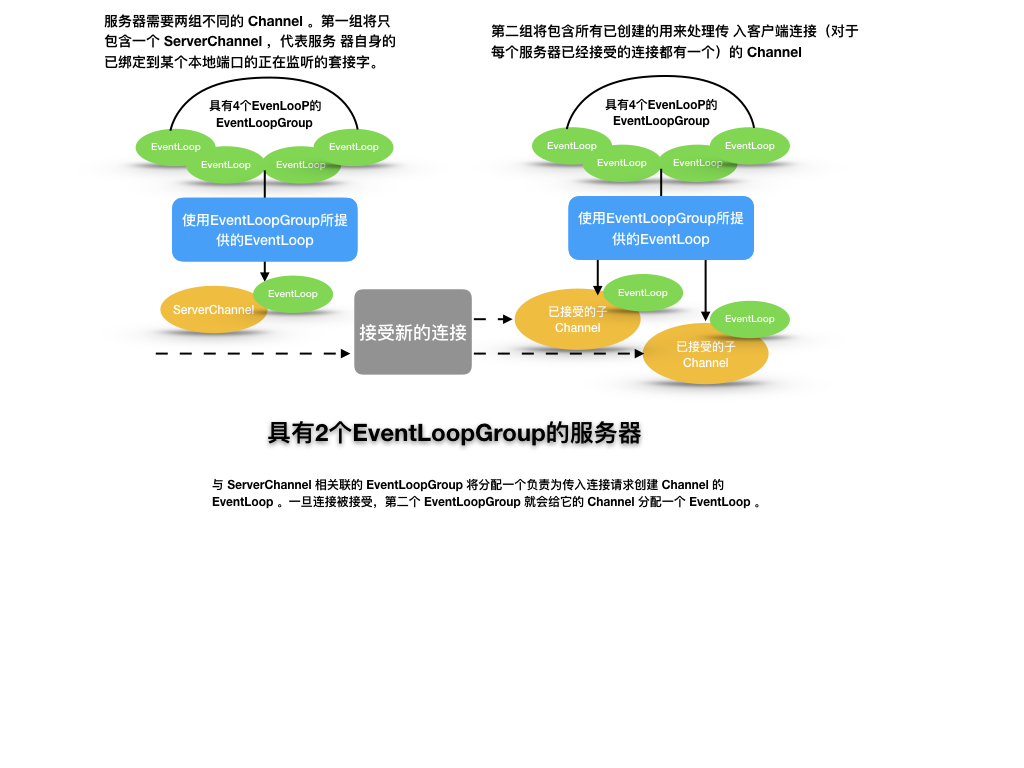 服务器需要两组不同的 Channel 。第一组将只
包含一个 ServerChannel ，代表服务 器自身的
已绑定到某个本地端口的正在监听的套接字。
第二组将包含所有已创建的用来处理传 入客户端连接（对于
每个服务器已经接受的连接都有一个）的 Channel
具有4个EvenLooP的
EventLoopGroup
EventLoop
EventLoop
EventLoop
EventLoop
使用EventLoopGroup所提
供的EventLoop
ServerChannel
EventLoop
具有4个EvenLooP的
EventLoopGroup
EventLoop
EventLoop
EventLoop
EventLoop
使用EventLoopGroup所提
供的EventLoop
接受新的连接
已接受的子
Channel
EventLoop
已接受的子
Channel
EventLoop
具有2个EventLoopGroup的服务器
与 ServerChannel 相关联的 EventLoopGroup 将分配一个负责为传入连接请求创建 Channel 的
EventLoop 。一旦连接被接受，第二个 EventLoopGroup 就会给它的 Channel 分配一个 EventLoop 。